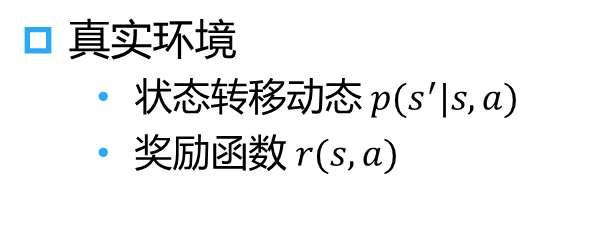 真实环境
• 状态转移动态 p(s′|s, a)
• 奖励函数 r(s, a)